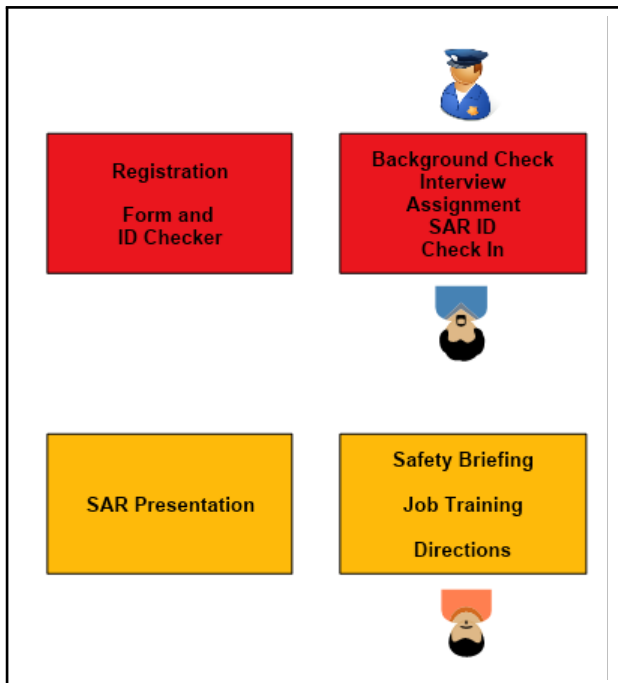 Registration
Form and
ID Checker
Background Check
Interview
Assignment
SAR ID
Check In
SAR Presentation
Safety Briefing
Job Training
Directions